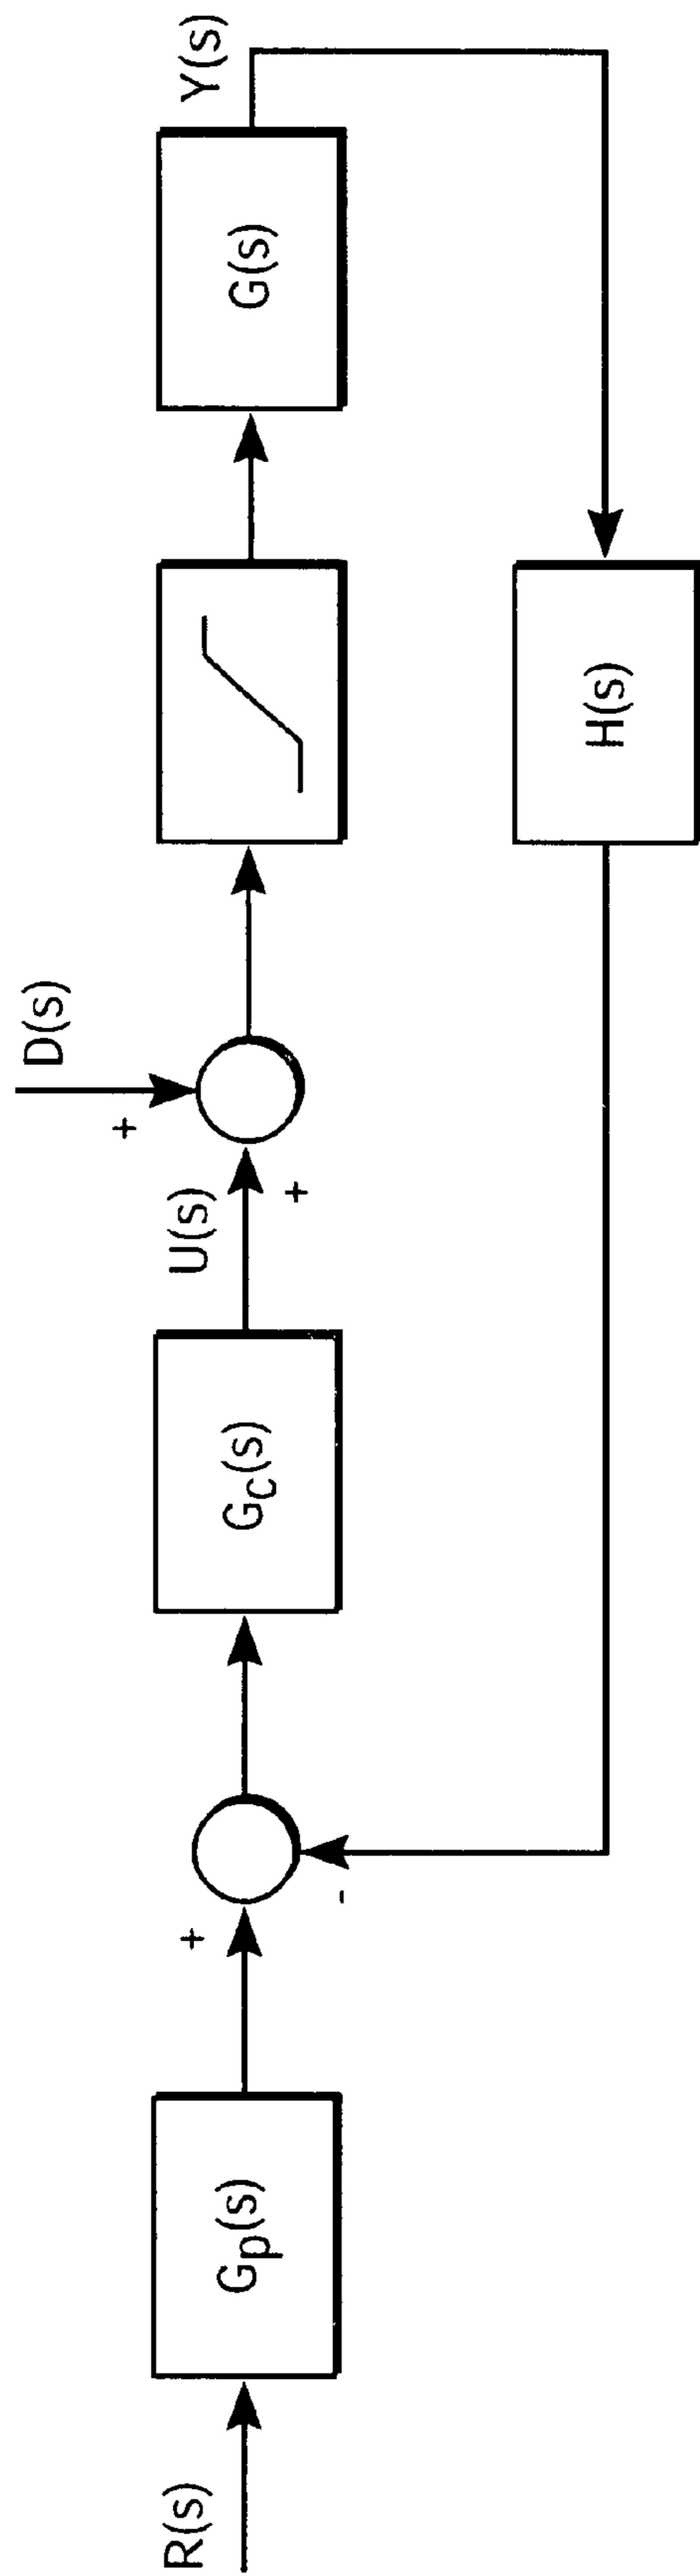 R(s)
Gp(s)
+
-
Gc(s)
U(s)
+
D(s)
+
G(s)
Y(s)
H(s)